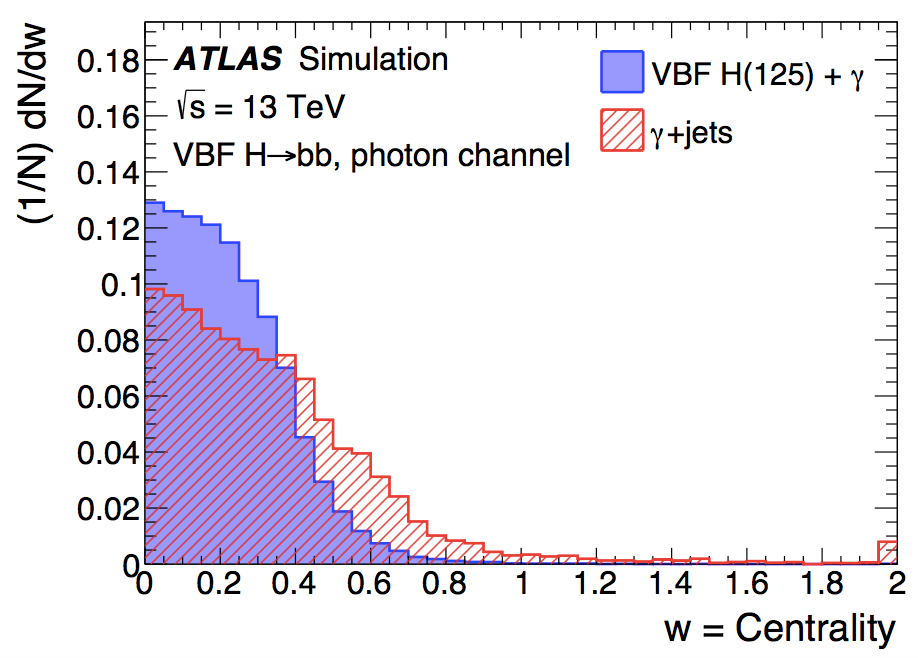 (1/N) dN/dw
0.18
0.16
0.14
0.12
0.1
0.08
0.06
0.04
0.02
0
ATLAS Simulation
√s = 13 TeV
VBF H→bb, photon channel
VBF H(125) + γ
γ+jets
0 0.2 0.4 0.6 0.8 1 1.2 1.4 1.6 1.8 2
w = Centrality